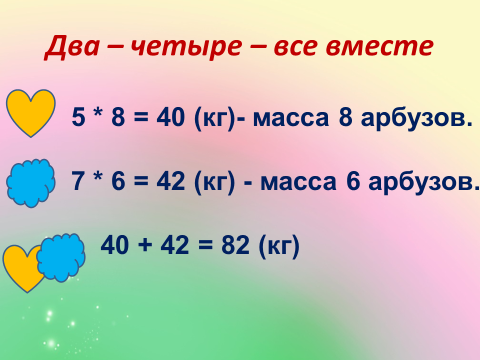 Два – четыре – все вместе
5 * 8 = 40 (кг)- масса 8 арбузов.
7 * 6 = 42 (кг) - масса 6 арбузов.
40 + 42 = 82 (кг)